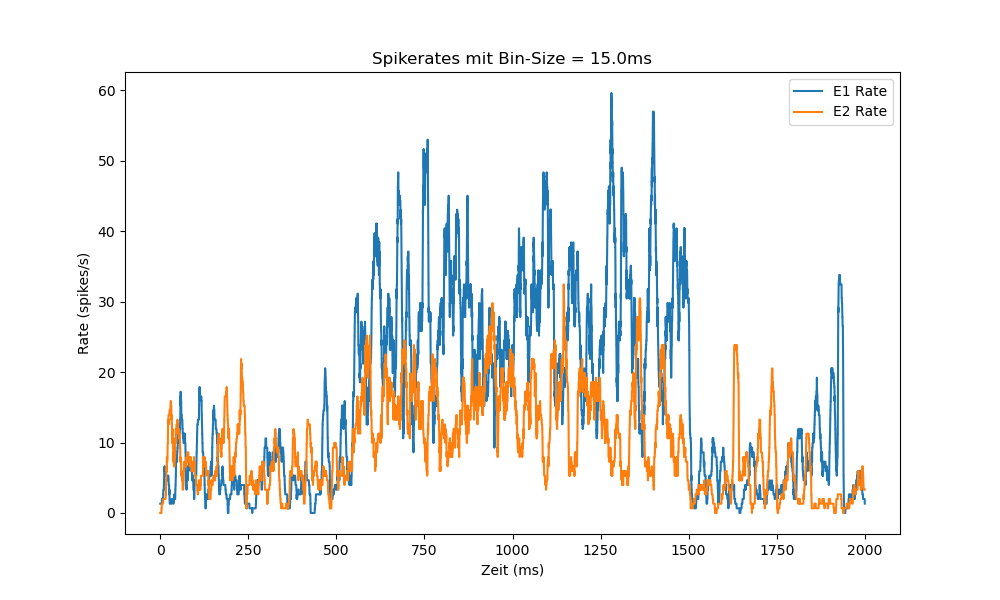 Spikerates mit Bin-Size = 15.0ms
E1 Rate
E2 Rate
Rate (spikes/s)
60
50
40
30
20
10
0
0 250 500 750 1000 1250 1500 1750 2000
Zeit (ms)